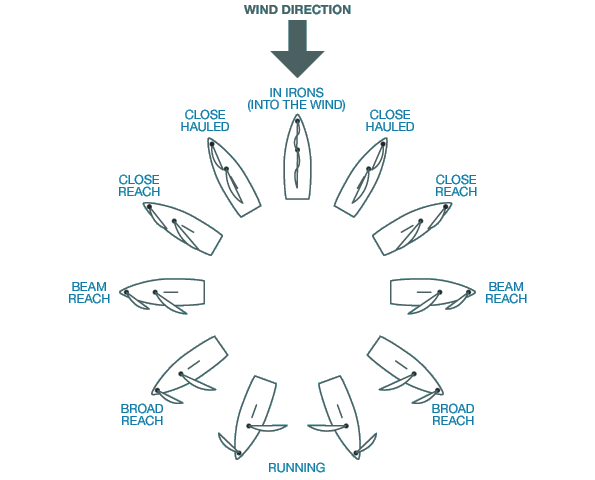 WIND DIRECTION
IN IRONS
(INTO THE WIND)
CLOSE
HAULED
CLOSE
HAULED
CLOSE
REACH
CLOSE
REACH
BEAM
REACH
BEAM
REACH
BROAD
REACH
BROAD
REACH
RUNNING